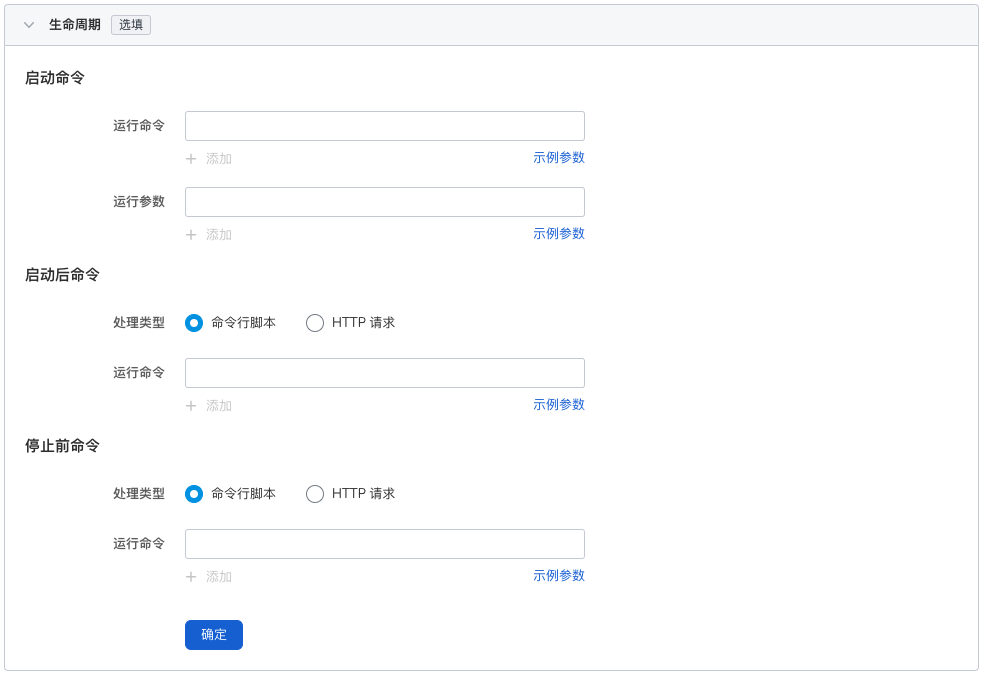 生命周期 选填
启动命令
运行命令
+ 添加 示例参数
运行参数
+ 添加 示例参数
启动后命令
处理类型 命令行脚本 HTTP 请求
运行命令
+ 添加 示例参数
停止前命令
处理类型 命令行脚本 HTTP 请求
运行命令
+ 添加 示例参数
确定